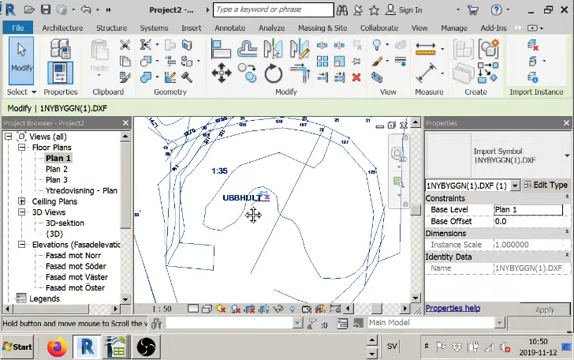 Project2 -...
Type a keyword or phrase
Sign In
File
Architecture
Structure
Systems
Insert
Annotate
Analyze
Massing & Site
Collaborate
View
Manage
Add-Ins
Modify
Paste
Select
Properties
Clipboard
Geometry
Modify
View
Measure
Create
Import Instance
Modify | 1NYBYGGN(1).DXF
Project Browser - Project2
Views (all)
Floor Plans
Plan 1
Plan 2
Plan 3
Ytredovisning - Plan
Ceiling Plans
3D Views
3D-sektion
{3D}
Elevations (Fasadelevation
Fasad mot Norr
Fasad mot Söder
Fasad mot Väster
Fasad mot Öster
Legends
1:35
UBBHULT
Properties
Import Symbol
1NYBYGGN(1).DXF
1NYBYGGN(1).DXF (1)
Edit Type
Constraints
Base Level
Plan 1
Base Offset
0.0
Dimensions
Instance Scale
1.000000
Identity Data
Name
1NYBYGGN(1).DXF
Properties help
Apply
1 : 50
Hold button and move mouse to Scroll the v
:0
Main Model
Start
SV
10:50
2019-11-12